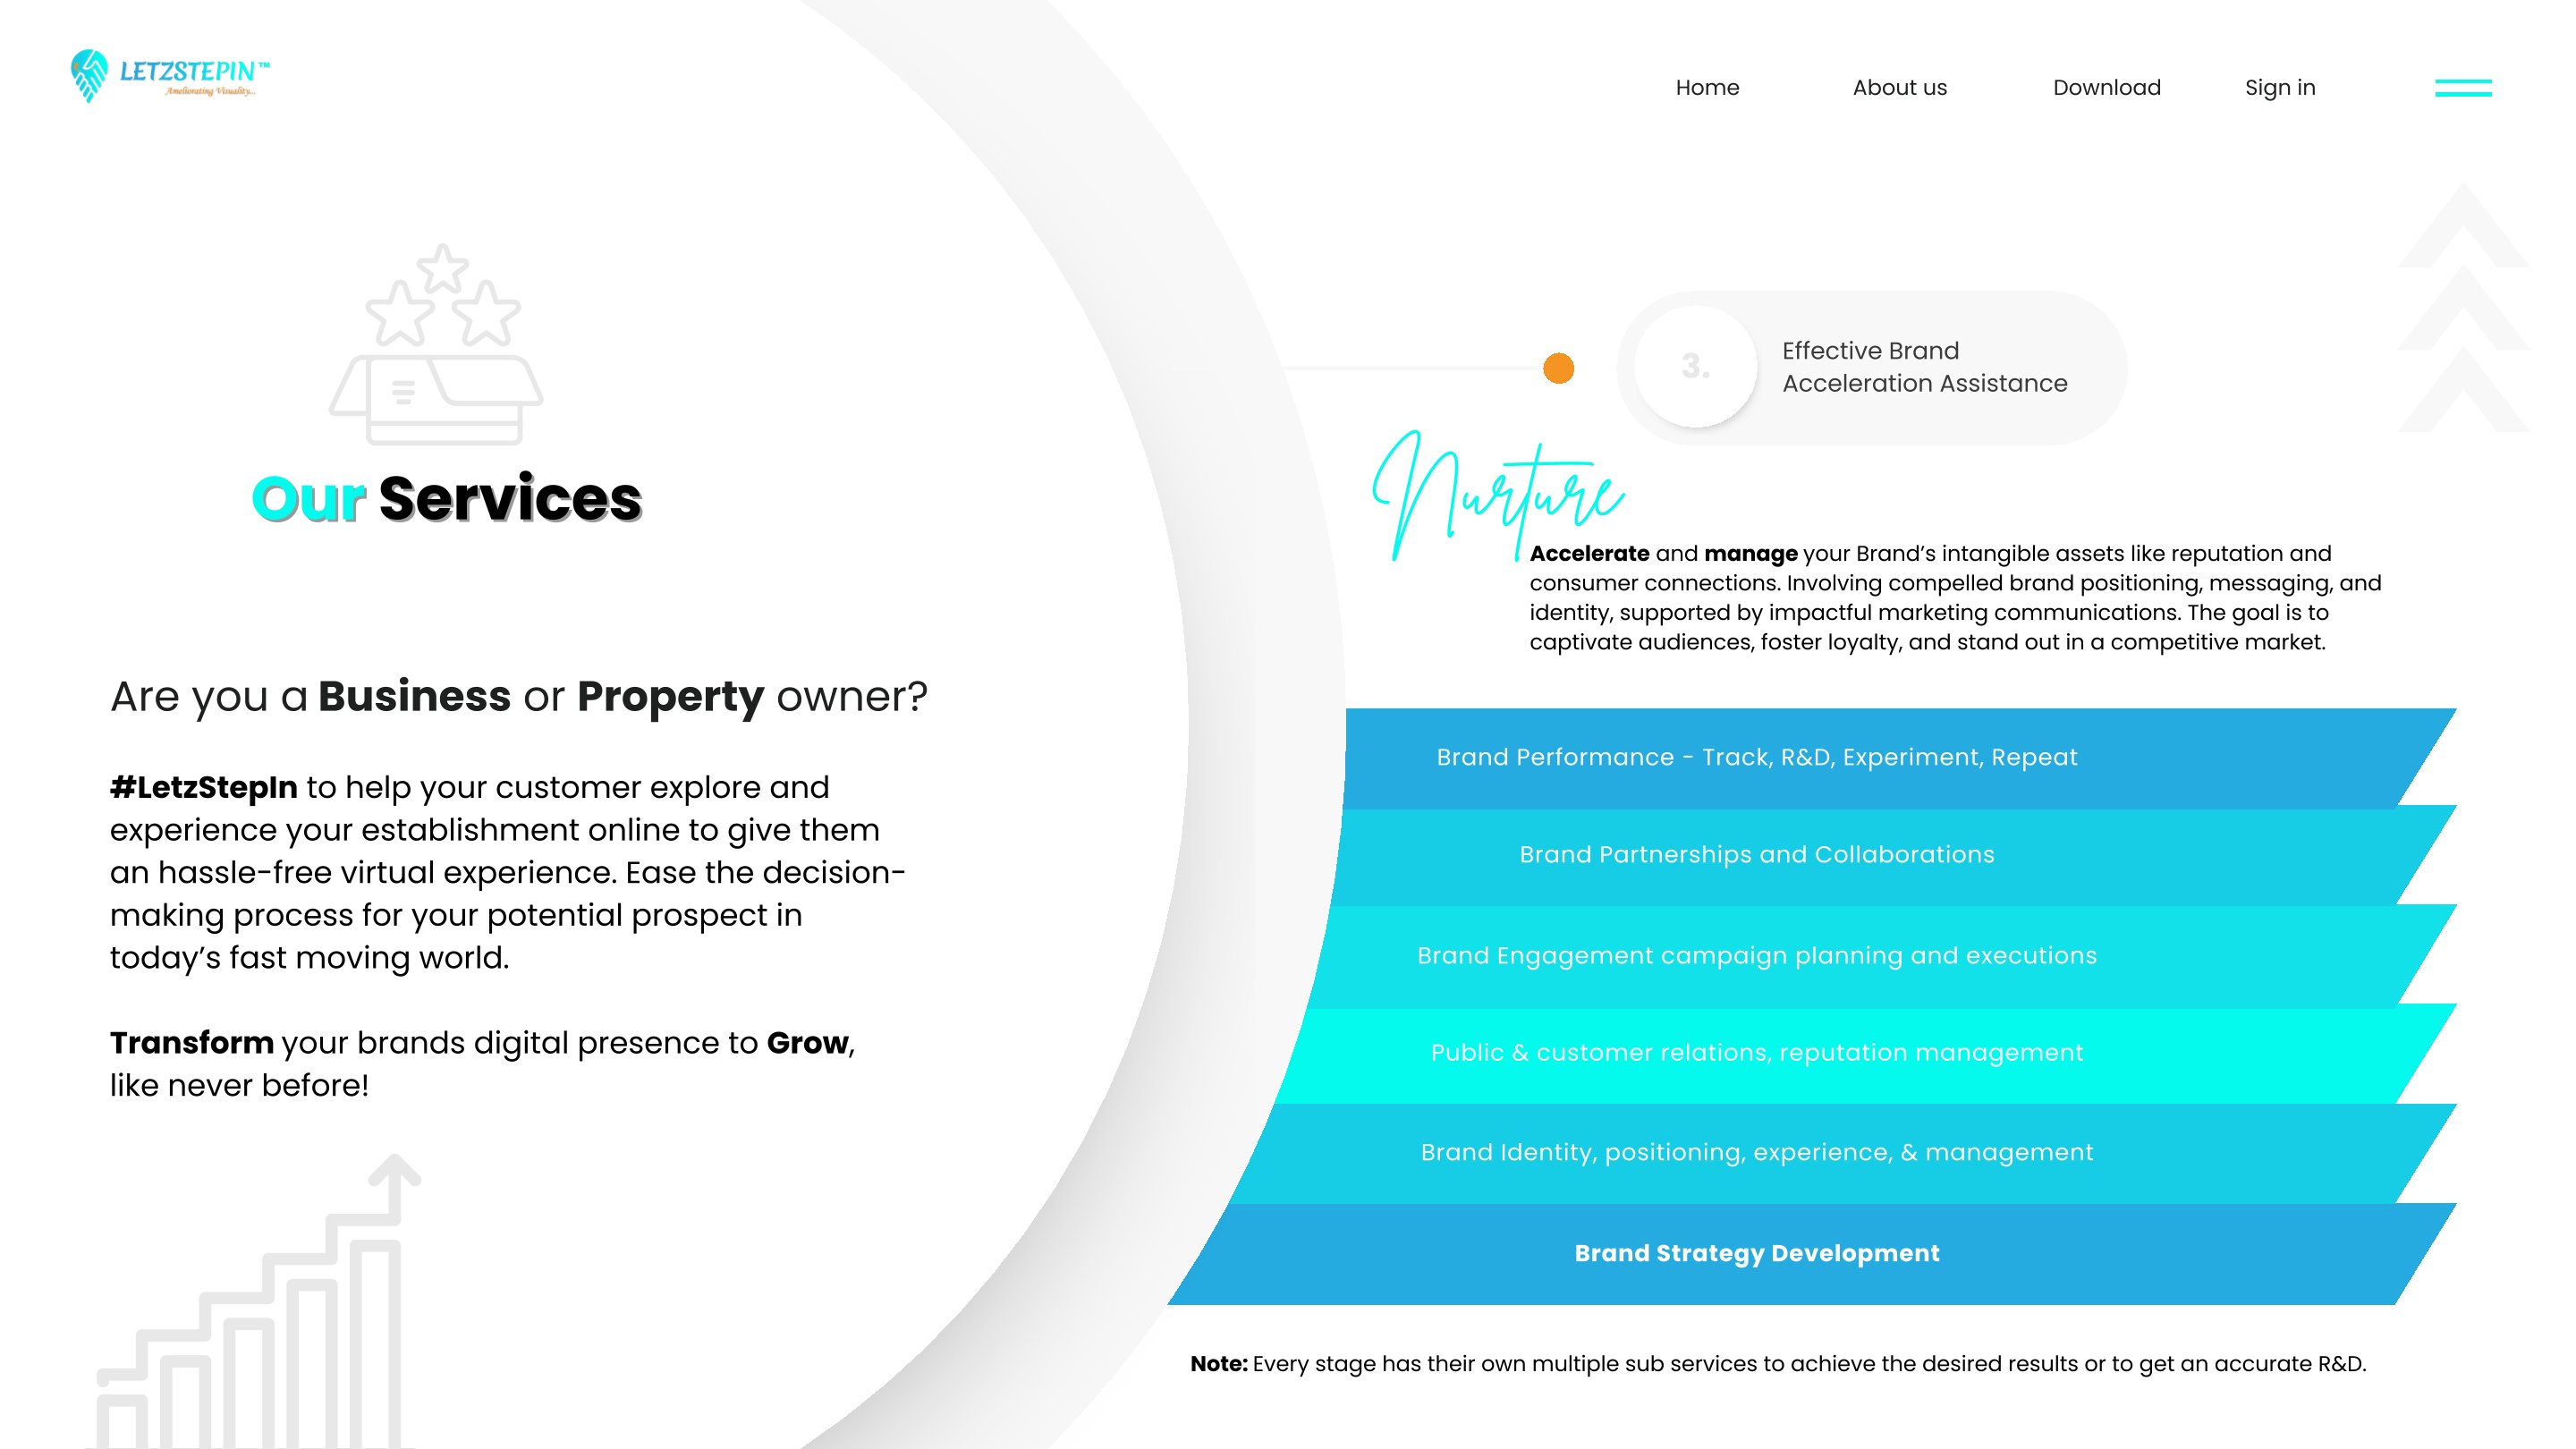 LETZSTEPIN™
Ameliorating Visuality...
Home
About us
Download
Sign in
Our Services
Are you a Business or Property owner?
#LetzStepIn to help your customer explore and
experience your establishment online to give them
an hassle-free virtual experience. Ease the decision-
making process for your potential prospect in
today’s fast moving world.
Transform your brands digital presence to Grow,
like never before!
3.
Effective Brand
Acceleration Assistance
Nurture
Accelerate and manage your Brand’s intangible assets like reputation and
consumer connections. Involving compelled brand positioning, messaging, and
identity, supported by impactful marketing communications. The goal is to
captivate audiences, foster loyalty, and stand out in a competitive market.
Brand Performance - Track, R&D, Experiment, Repeat
Brand Partnerships and Collaborations
Brand Engagement campaign planning and executions
Public & customer relations, reputation management
Brand Identity, positioning, experience, & management
Brand Strategy Development
Note: Every stage has their own multiple sub services to achieve the desired results or to get an accurate R&D.